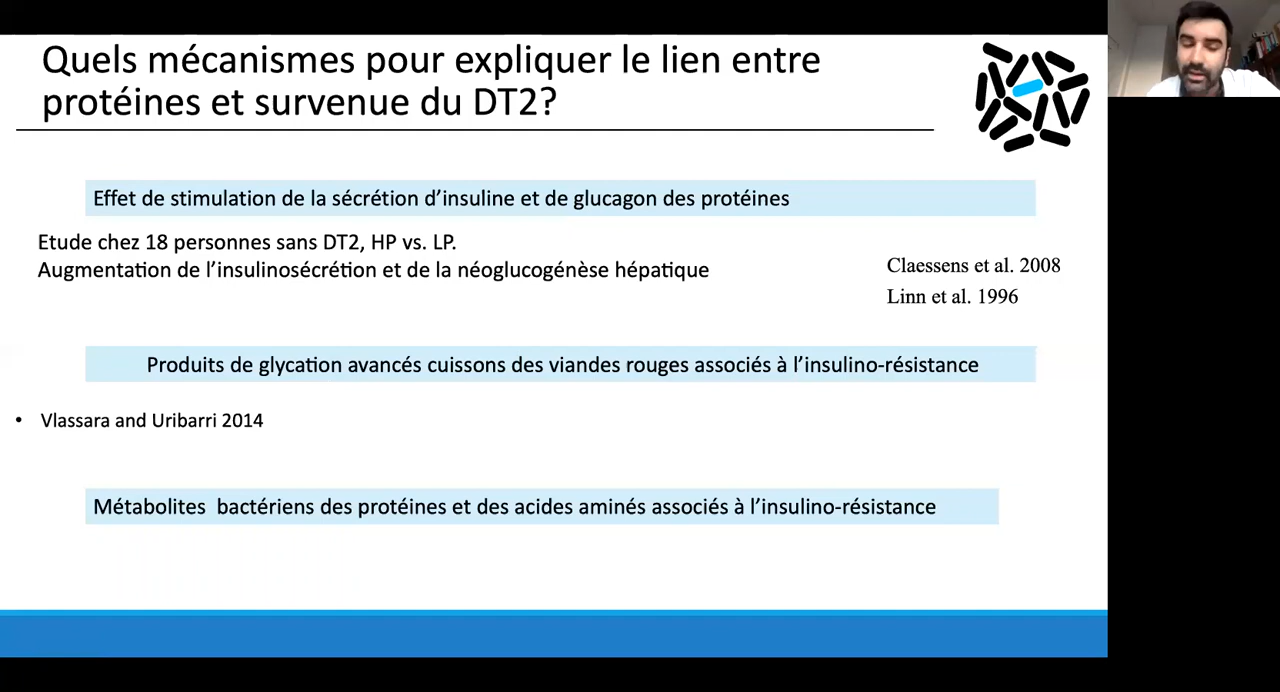 Quels mécanismes pour expliquer le lien entre
protéines et survenue du DT2?
Effet de stimulation de la sécrétion d’insuline et de glucagon des protéines
Etude chez 18 personnes sans DT2, HP vs. LP.
Augmentation de l’insulinosécrétion et de la néoglucogénèse hépatique
Claessens et al. 2008
Linn et al. 1996
Produits de glycation avancés cuissons des viandes rouges associés à l’insulino-résistance
• Vlassara and Uribarri 2014
Métabolites bactériens des protéines et des acides aminés associés à l’insulino-résistance